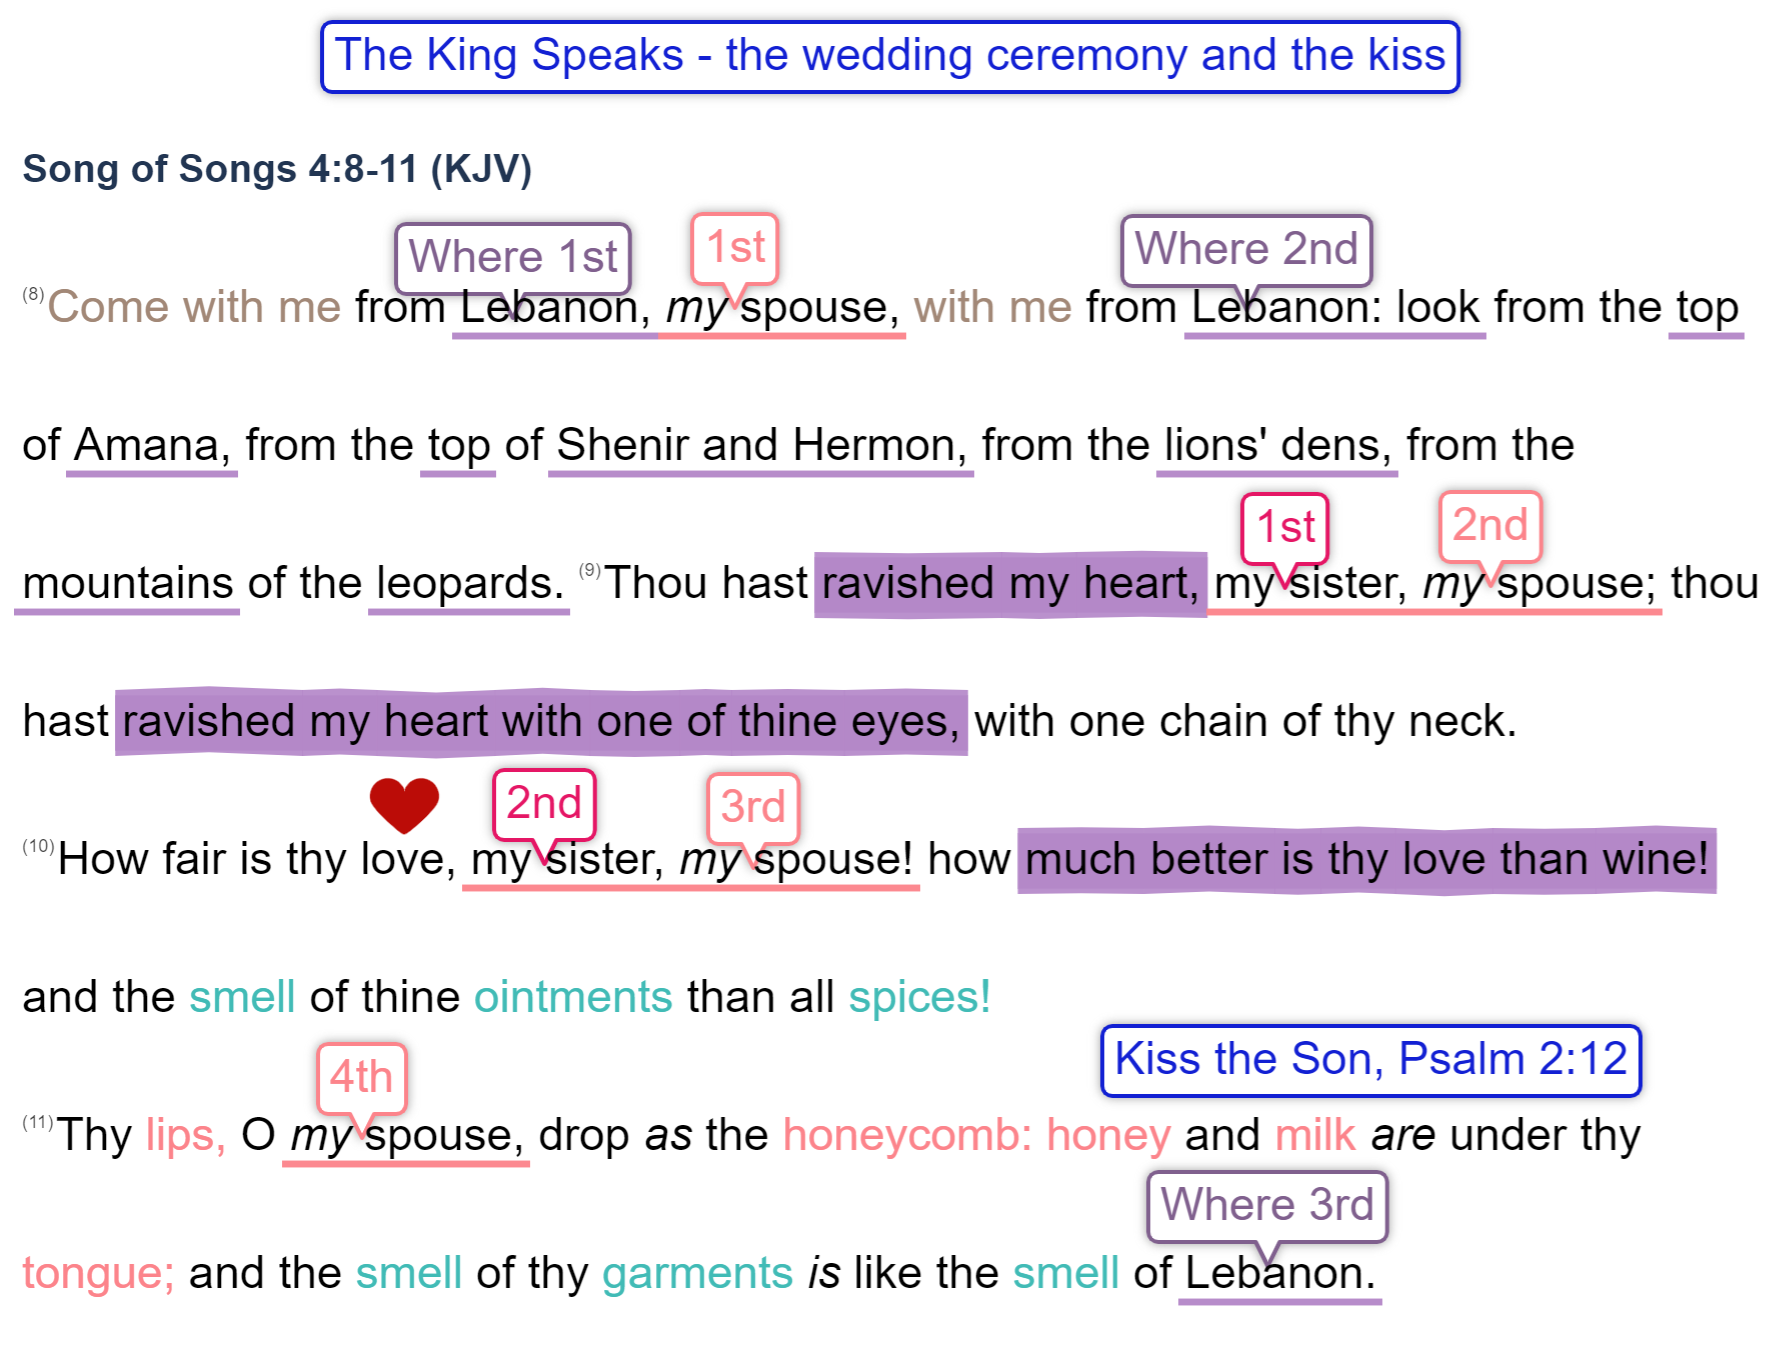 The King Speaks - the wedding ceremony and the kiss
Song of Songs 4:8-11 (KJV)
Where 1st 1st Where 2nd
(8)Come with me from Lebanon, my spouse, with me from Lebanon: look from the top
of Amana, from the top of Shenir and Hermon, from the lions' dens, from the
1st 2nd
mountains of the leopards. (9)Thou hast ravished my heart, my sister, my spouse; thou
hast ravished my heart with one of thine eyes, with one chain of thy neck.
2nd 3rd
(10)How fair is thy love, my sister, my spouse! how much better is thy love than wine!
and the smell of thine ointments than all spices!
4th Kiss the Son, Psalm 2:12
(11)Thy lips, O my spouse, drop as the honeycomb: honey and milk are under thy
Where 3rd
tongue; and the smell of thy garments is like the smell of Lebanon.